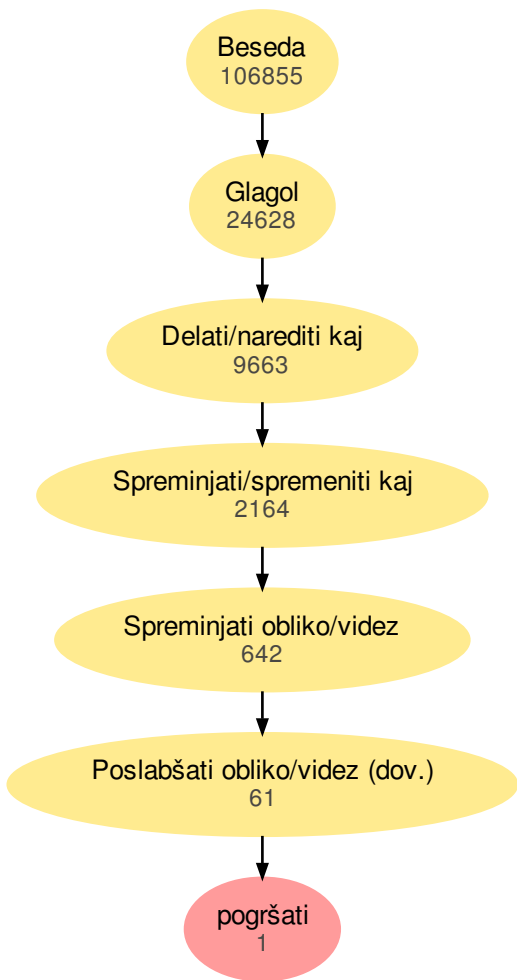 Beseda
106855
Glagol
24628
Delati/narediti kaj
9663
Spreminjati/spremeniti kaj
2164
Spreminjati obliko/videz
642
Poslabšati obliko/videz (dov.)
61
pogršati
1